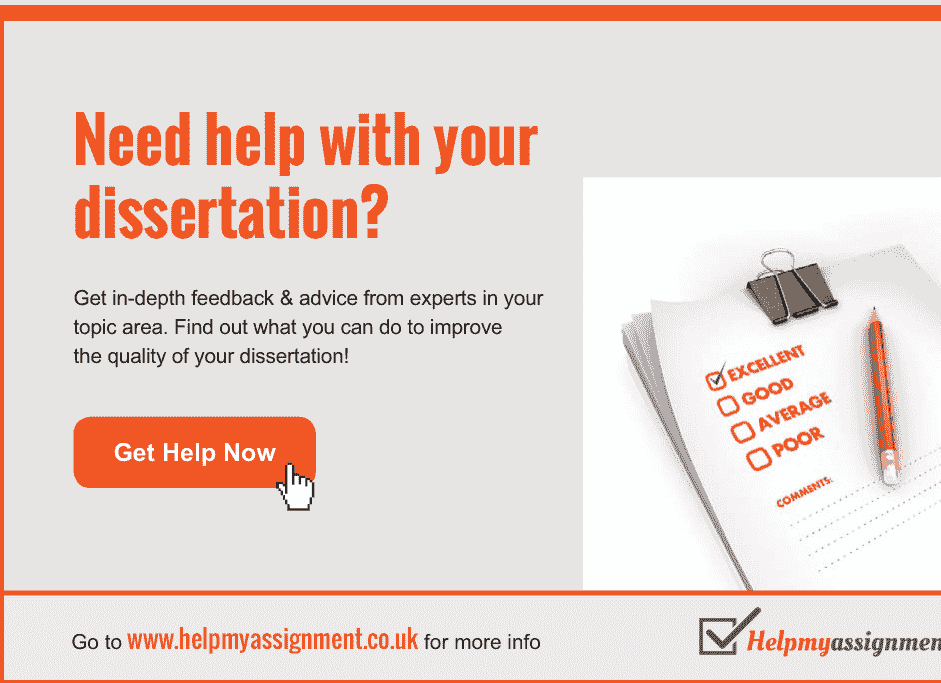 Need help with your
dissertation?
Get in-depth feedback & advice from experts in your
topic area. Find out what you can do to improve
the quality of your dissertation!
Get Help Now
EXCELLENT
GOOD
AVERAGE
POOR
COMMENTS:
Go to www.helpmyassignment.co.uk for more info
Helpmyassignmen